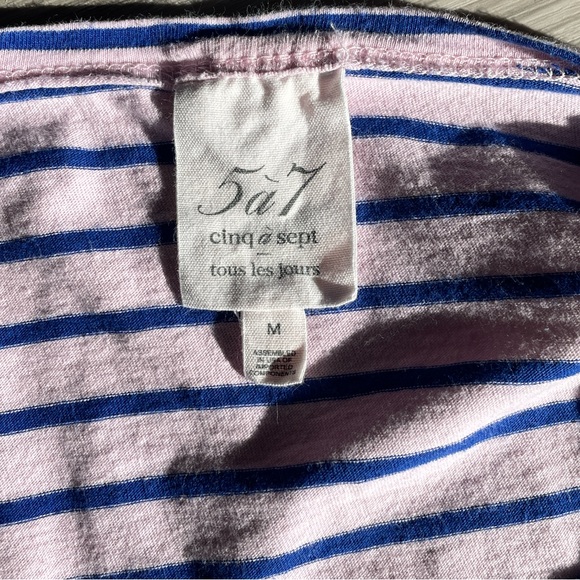 5à7
cinq à sept
tous les jours
M
ASSEMBLED
IN USA OF
IMPORTED
COMPONENTS